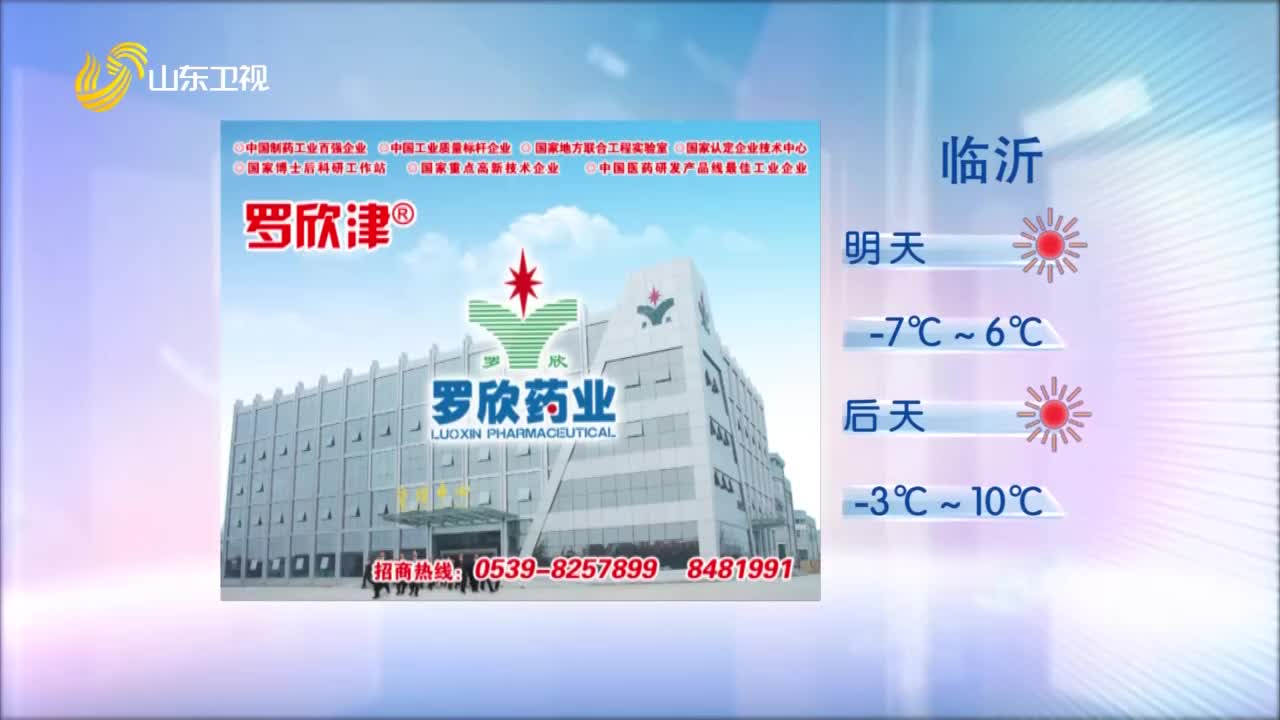 山东卫视
中国制药工业百强企业 中国工业质量标杆企业 国家地方联合工程实验室 国家认定企业技术中心
国家博士后科研工作站 国家重点高新技术企业 中国医药研发产品线最佳工业企业
罗欣津®
罗 欣
罗欣药业
LUOXIN PHARMACEUTICAL
招商热线：0539-8257899 8481991
临沂
明天
-7℃ ~ 6℃
后天
-3℃ ~ 10℃